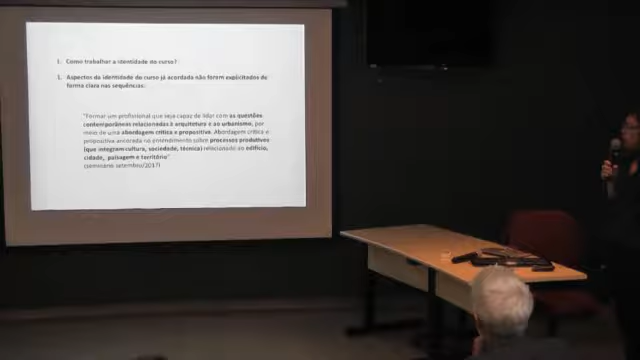 1. Como trabalhar a identidade do curso?
1. Aspectos da identidade do curso já acordada não foram explicitados de
forma clara nas sequências:
"Formar um profissional que seja capaz de lidar com as questões
contemporâneas relacionadas à arquitetura e ao urbanismo, por
meio de uma abordagem crítica e propositiva. Abordagem crítica e
propositiva ancorada no entendimento sobre processos produtivos
(que integram cultura, sociedade, técnica) relacionado ao edifício,
cidade, paisagem e território"
(seminário setembro/2017)